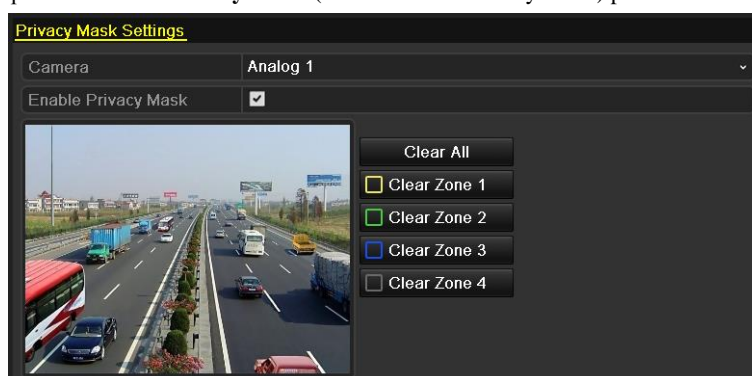 Privacy Mask Settings
Camera Analog 1
Enable Privacy Mask
Clear All
Clear Zone 1
Clear Zone 2
Clear Zone 3
Clear Zone 4